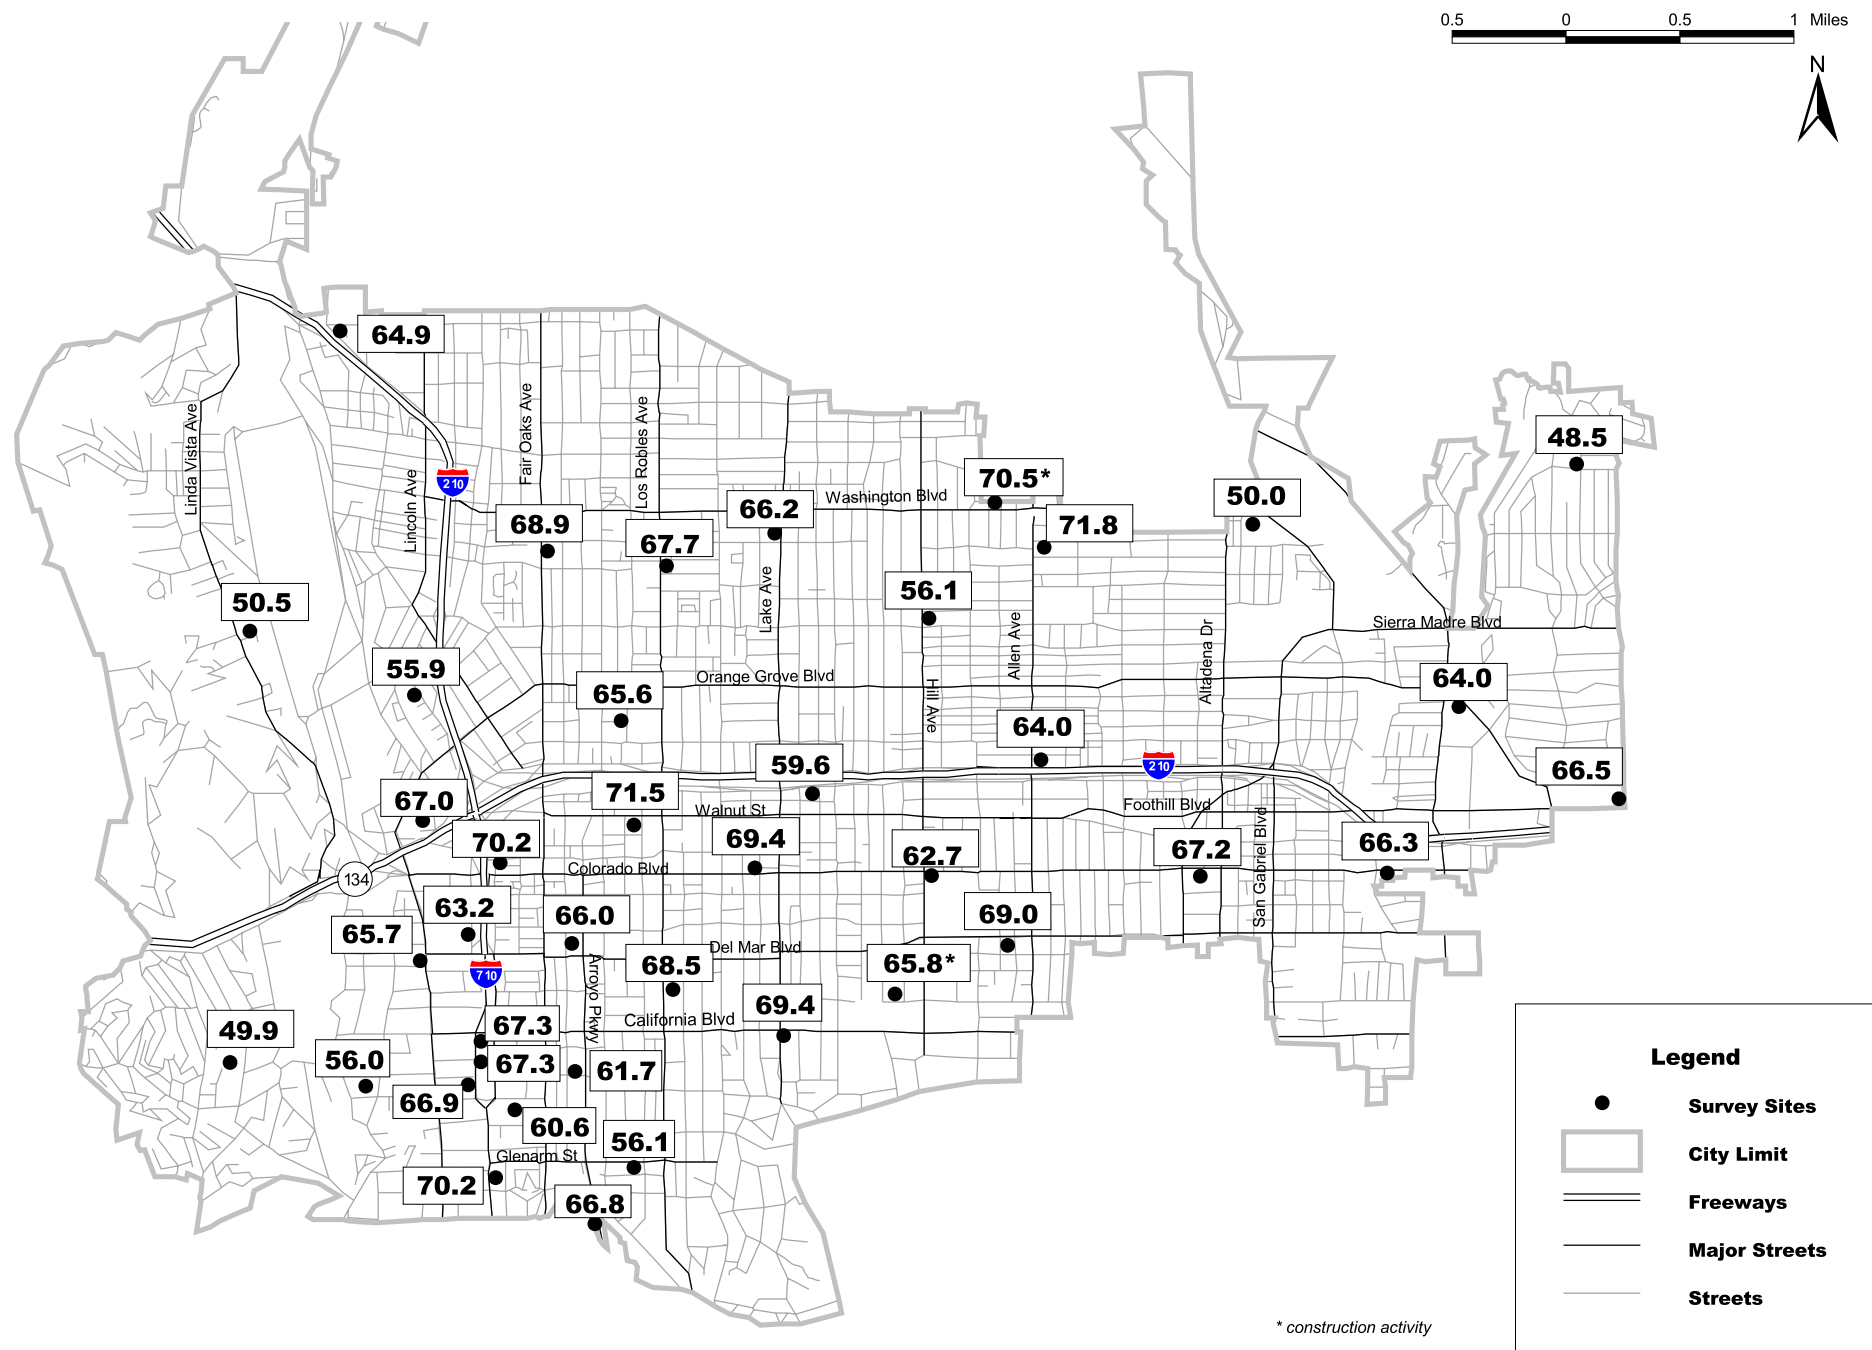 0.5 0 0.5 1 Miles
N
64.9
Linda Vista Ave
Lincoln Ave
Fair Oaks Ave
Los Robles Ave
48.5
210
70.5*
50.0
66.2
Washington Blvd
68.9
67.7
71.8
Lake Ave
56.1
50.5
Allen Ave
Altadena Dr
Sierra Madre Blvd
55.9
65.6
Orange Grove Blvd
Hill Ave
64.0
64.0
59.6
210
66.5
71.5
67.0
Walnut St
Foothill Blvd
70.2
69.4
62.7
67.2
San Gabriel Blvd
66.3
134
Colorado Blvd
63.2
66.0
69.0
65.7
Del Mar Blvd
68.5
65.8*
710
Arroyo Pkwy
69.4
49.9
67.3
California Blvd
56.0
67.3
61.7
66.9
60.6
56.1
Glenarm St
70.2
66.8
Legend
Survey Sites
City Limit
Freeways
Major Streets
Streets
* construction activity